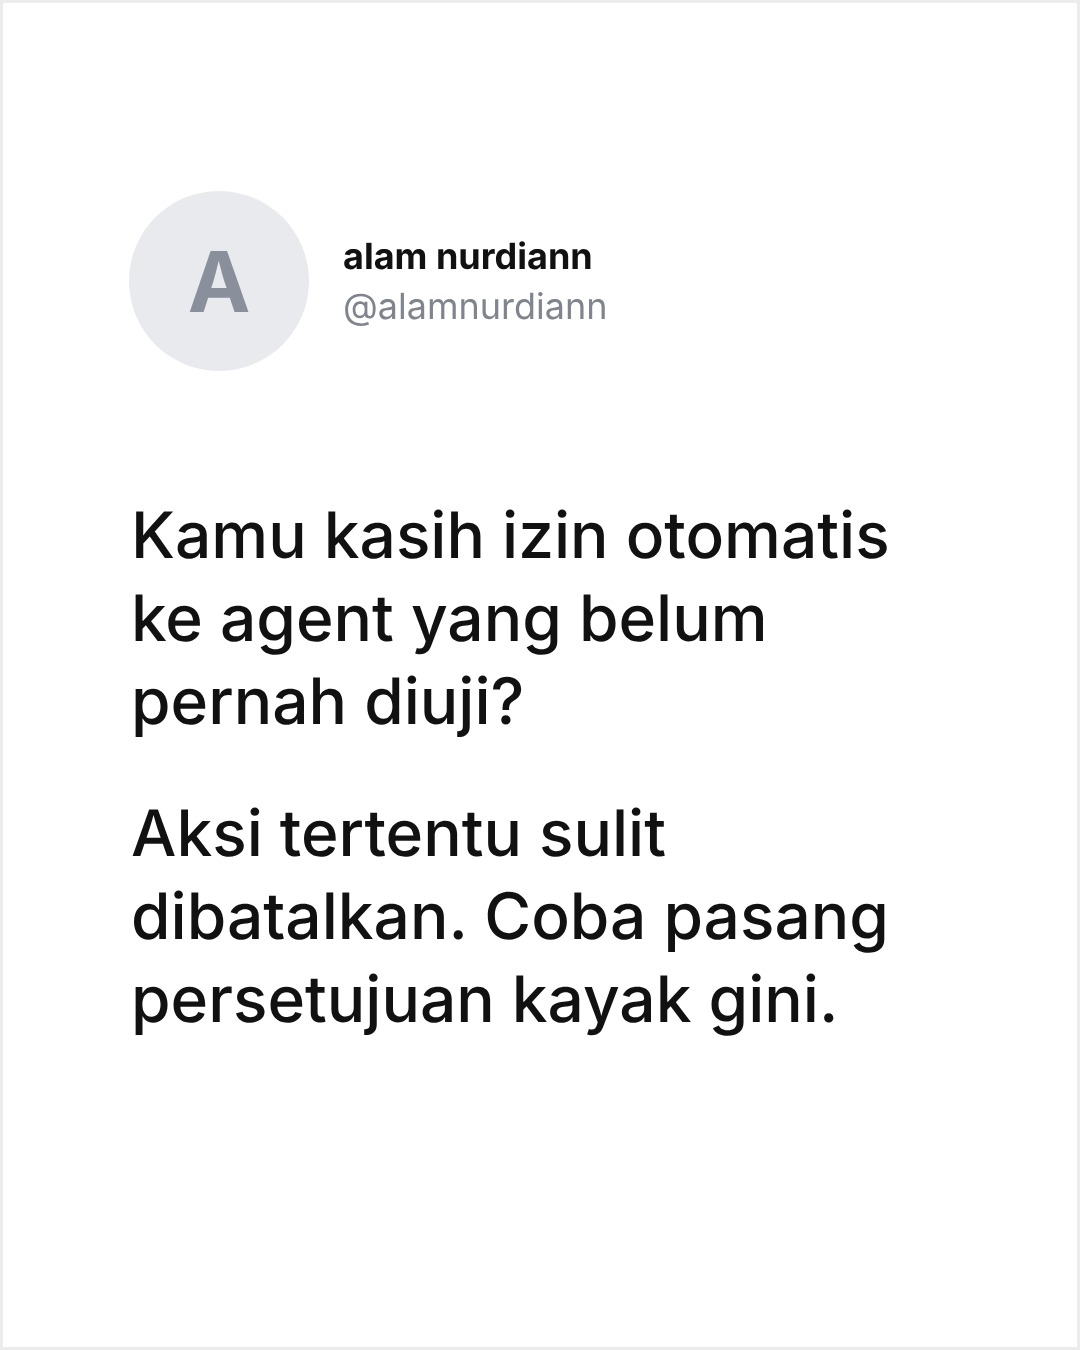 A
alam nurdiann
@alamnurdiann
Kamu kasih izin otomatis
ke agent yang belum
pernah diuji?
Aksi tertentu sulit
dibatalkan. Coba pasang
persetujuan kayak gini.